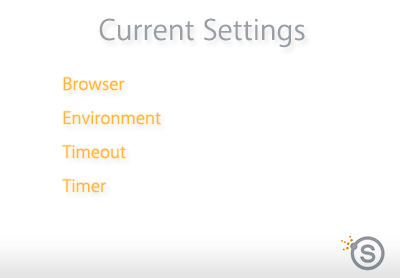 Current Settings
Browser
Environment
Timeout
Timer
S